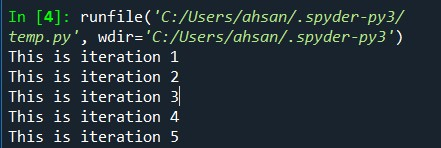 In [4]: runfile('C:/Users/ahsan/.spyder-py3/
temp.py', wdir='C:/Users/ahsan/.spyder-py3')
This is iteration 1
This is iteration 2
This is iteration 3
This is iteration 4
This is iteration 5